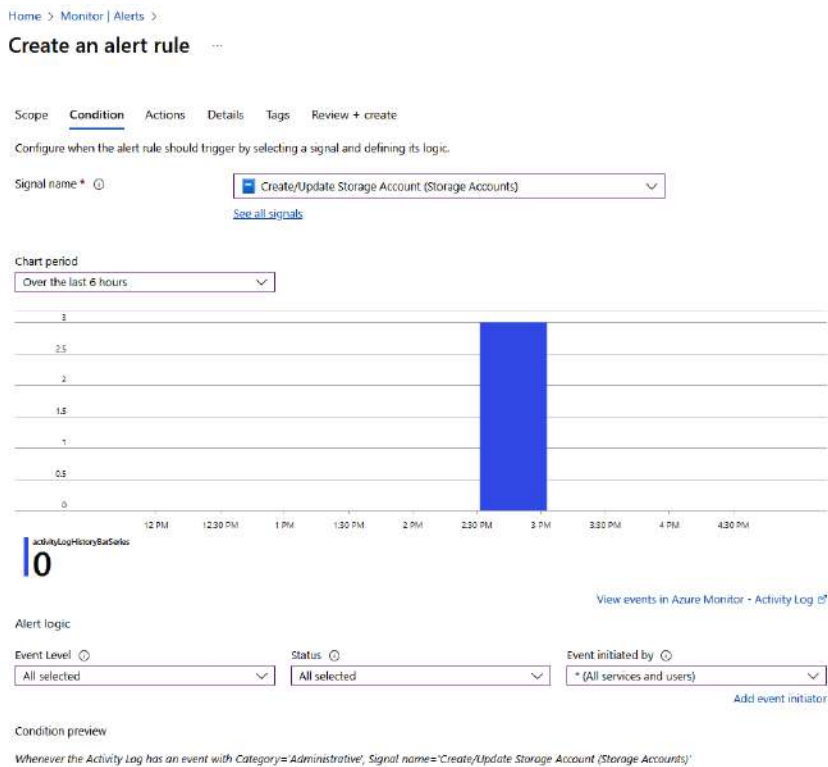 Home > Monitor | Alerts >
Create an alert rule ...
Scope Condition Actions Details Tags Review + create
Configure when the alert rule should trigger by selecting a signal and defining its logic.
Signal name * Create/Update Storage Account (Storage Accounts)
See all signals
Chart period
Over the last 6 hours
3
2.5
2
1.5
1
0.5
0
12 PM 12:30 PM 1 PM 1:30 PM 2 PM 2:30 PM 3 PM 3:30 PM 4 PM 4:30 PM
activityLogHistoryBarSeries
0
View events in Azure Monitor - Activity Log
Alert logic
Event Level Status Event initiated by
All selected All selected * (All services and users)
Add event initiator
Condition preview
Whenever the Activity Log has an event with Category='Administrative', Signal name='Create/Update Storage Account (Storage Accounts)'